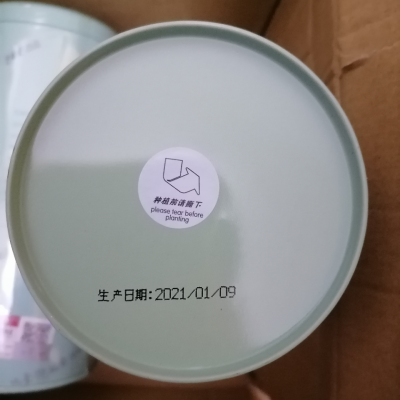 种植前请撕下
please tear before
planting
生产日期:2021/01/09